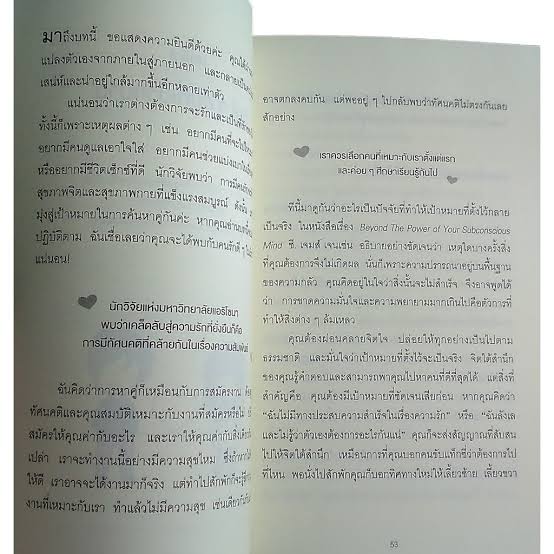 มาถึงบทนี้ ขอแสดงความยินดีด้วยค่ะ คุณได้
แปลงตัวเองจากภายในสู่ภายนอก และกลายเป็น
เสน่ห์และน่าอยู่ใกล้มากขึ้นอีกหลายเท่าตัว
แน่นอนว่าเราต่างต้องการจะรักและเป็นที่รัก
ทั้งนี้ก็เพราะเหตุผลต่าง ๆ เช่น อยากมีคนที่จะไป
อยากมีคนดูแลเอาใจใส่ อยากมีคนช่วยแบ่งเบา
หรืออยากมีชีวิตเซ็กซ์ที่ดี นักวิจัยพบว่า การมี
สุขภาพจิตและสุขภาพกายที่แข็งแรงสมบูรณ์ ดังนั้น
มุ่งสู่เป้าหมายในการค้นหาคู่กันค่ะ หากคุณอ่าน
ปฏิบัติตาม ฉันเชื่อเลยว่าคุณจะได้พบกับคนรักดี ๆ
แน่นอน!
นักวิจัยแห่งมหาวิทยาลัยแอริโซนา
พบว่าเคล็ดลับสู่ความรักที่ยั่งยืนก็คือ
การมีทัศนคติที่คล้ายกันในเรื่องความสัมพันธ์
ฉันคิดว่าการหาคู่ก็เหมือนกับการสมัครงาน
ทัศนคติและคุณสมบัติเหมาะกับงานที่สมัครหรือไม่
สมัครให้คุณค่ากับอะไร และเราให้คุณค่ากับสิ่งเดียวกัน
เปล่า เราจะทำงานนี้อย่างมีความสุขไหม ซึ่งถ้า
ให้ดี เราอาจจะได้งานมาก็จริง แต่ทำไปสักพักก็จะรู้
งานที่เหมาะกับเรา ทำแล้วไม่มีความสุข เช่นเดียวกับ
อาจตกลงคบกัน แต่พออยู่ ๆ ไปกลับพบว่าทัศนคติไม่ตรงกันเลย
สักอย่าง
เราควรเลือกคนที่เหมาะกับเราตั้งแต่แรก
และค่อย ๆ ศึกษาเรียนรู้กันไป
ทีนี้มาดูกันว่าอะไรเป็นปัจจัยที่ทำให้เป้าหมายที่ตั้งไว้กลาย
เป็นจริง ในหนังสือเรื่อง Beyond The Power of Your Subconscious
Mind ซี. เจมส์ เจนเซ่น อธิบายอย่างชัดเจนว่า เหตุใดบางครั้งสิ่ง
ที่คุณต้องการจึงไม่เกิดผล นั่นก็เพราะความปรารถนาอยู่บนพื้นฐาน
ของความกลัว คุณคิดอยู่ในใจว่าสิ่งนั้นจะไม่สำเร็จ จึงอาจพูดได้
ว่า การขาดความมั่นใจและความพยายามมากเกินไปคือตัวการที่
ทำให้สิ่งต่าง ๆ ล้มเหลว
คุณต้องผ่อนคลายจิตใจ ปล่อยให้ทุกอย่างเป็นไปตาม
ธรรมชาติ และมั่นใจว่าเป้าหมายที่ตั้งไว้จะเป็นจริง จิตใต้สำนึก
ของคุณรู้คำตอบและสามารถพาคุณไปหาคนที่ดีที่สุดได้ แต่สิ่งที่
สำคัญคือ คุณต้องมีเป้าหมายที่ชัดเจนเสียก่อน หากคุณคิดว่า
“ฉันไม่มีทางประสบความสำเร็จในเรื่องความรัก” หรือ “ฉันลังเล
และไม่รู้ว่าตัวเองต้องการอะไรกันแน่” คุณก็จะส่งสัญญาณที่สับสน
ไปให้จิตใต้สำนึก เหมือนการที่คุณบอกคนขับแท็กซี่ว่าต้องการไป
ที่ไหน พอนั่งไปสักพักคุณก็บอกทิศทางใหม่ให้เลี้ยวซ้าย เลี้ยวขวา
53